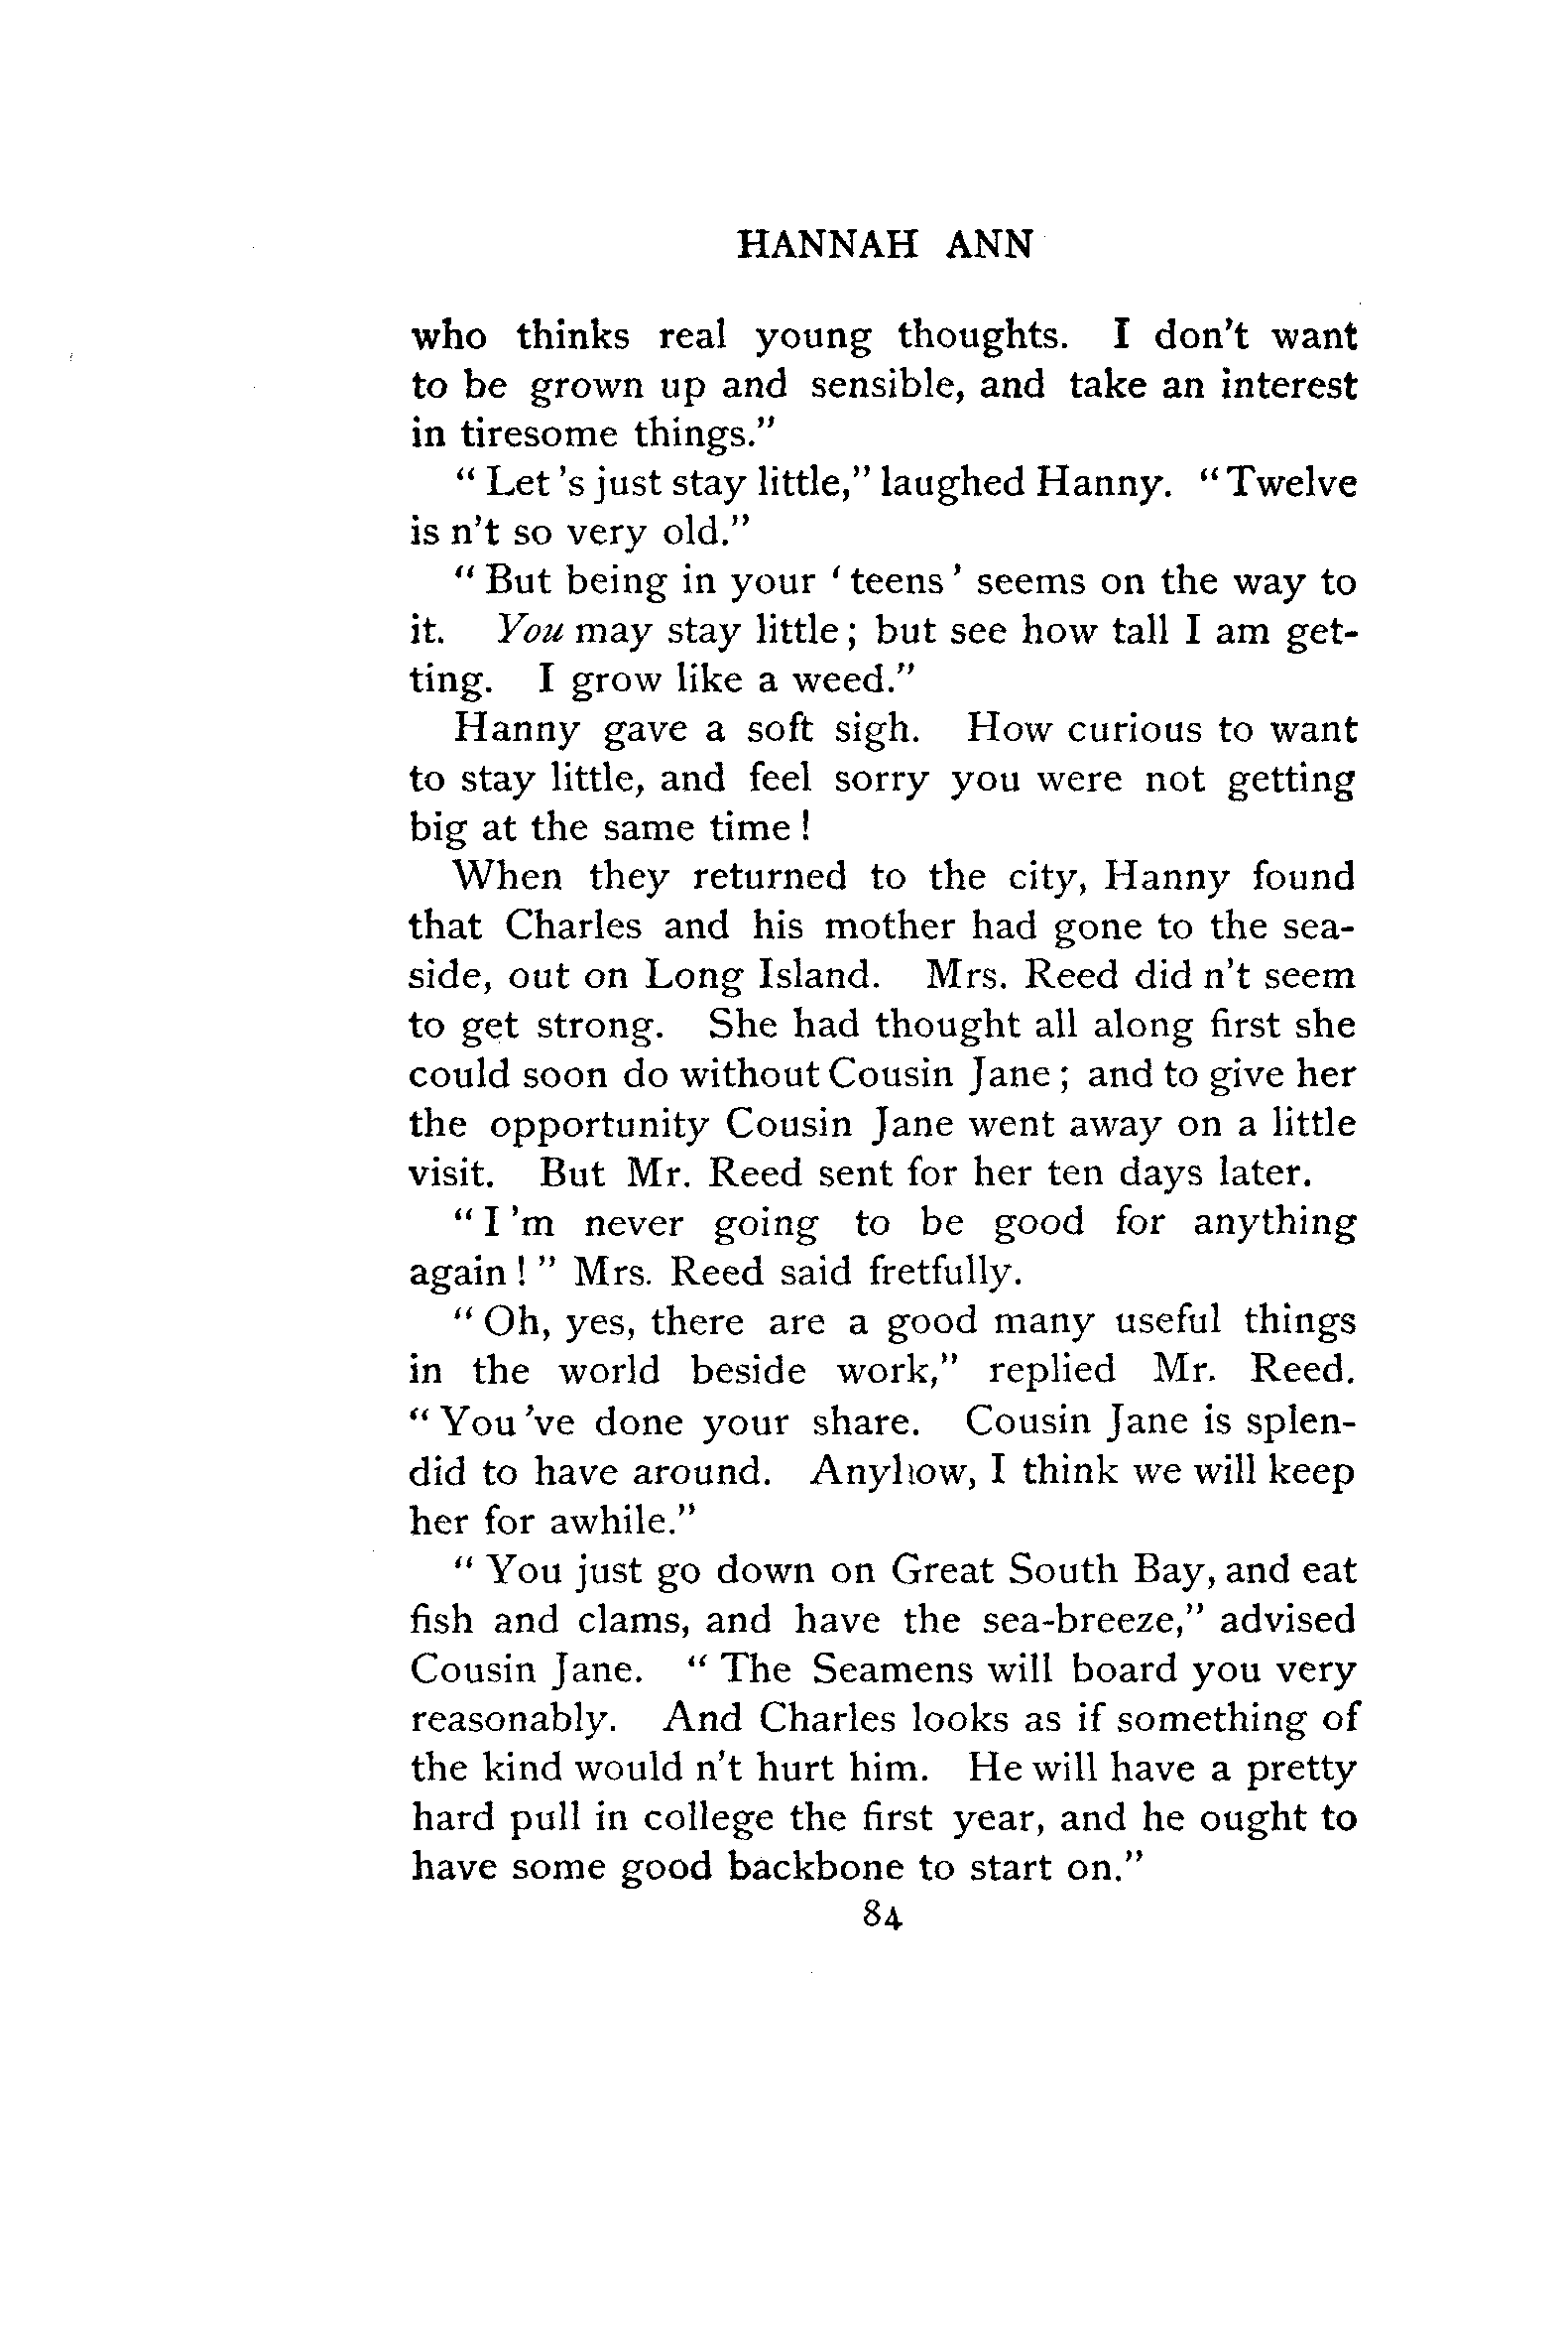 HANNAH ANN
who thinks real young thoughts. I don't want
to be grown up and sensible, and take an interest
in tiresome things."
" Let 's just stay little," laughed Hanny. "Twelve
is n't so very old."
" But being in your ' teens ' seems on the way to
it. You may stay little ; but see how tall I am get-
ting. I grow like a weed."
Hanny gave a soft sigh. How curious to want
to stay little, and feel sorry you were not getting
big at the same time !
When they returned to the city, Hanny found
that Charles and his mother had gone to the sea-
side, out on Long Island. Mrs. Reed did n't seem
to get strong. She had thought all along first she
could soon do without Cousin Jane ; and to give her
the opportunity Cousin Jane went away on a little
visit. But Mr. Reed sent for her ten days later.
" I 'm never going to be good for anything
again ! " Mrs. Reed said fretfully.
" Oh, yes, there are a good many useful things
in the world beside work," replied Mr. Reed.
" You 've done your share. Cousin Jane is splen-
did to have around. Anyhow, I think we will keep
her for awhile."
" You just go down on Great South Bay, and eat
fish and clams, and have the sea-breeze," advised
Cousin Jane. " The Seamens will board you very
reasonably. And Charles looks as if something of
the kind would n't hurt him. He will have a pretty
hard pull in college the first year, and he ought to
have some good backbone to start on."
84